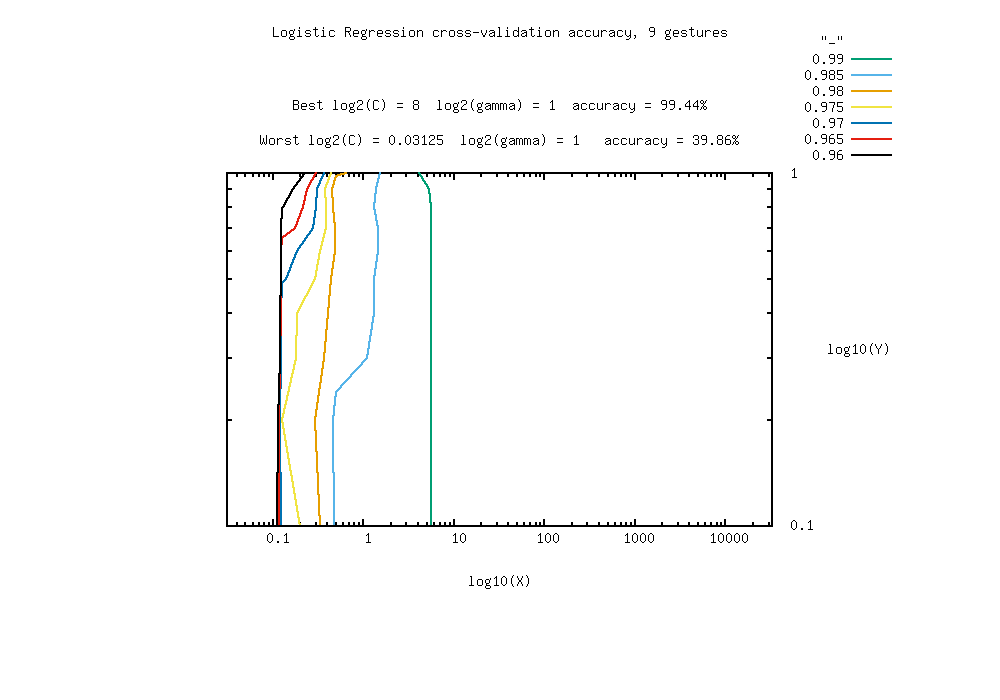 Logistic Regression cross-validation accuracy, 9 gestures
"_"
0.99
0.985
0.98
0.975
0.97
0.965
0.96
Best log2(C) = 8  log2(gamma) = 1  accuracy = 99.44%
Worst log2(C) = 0.03125  log2(gamma) = 1   accuracy = 39.86%
1
log10(Y)
0.1
0.1 1 10 100 1000 10000
log10(X)